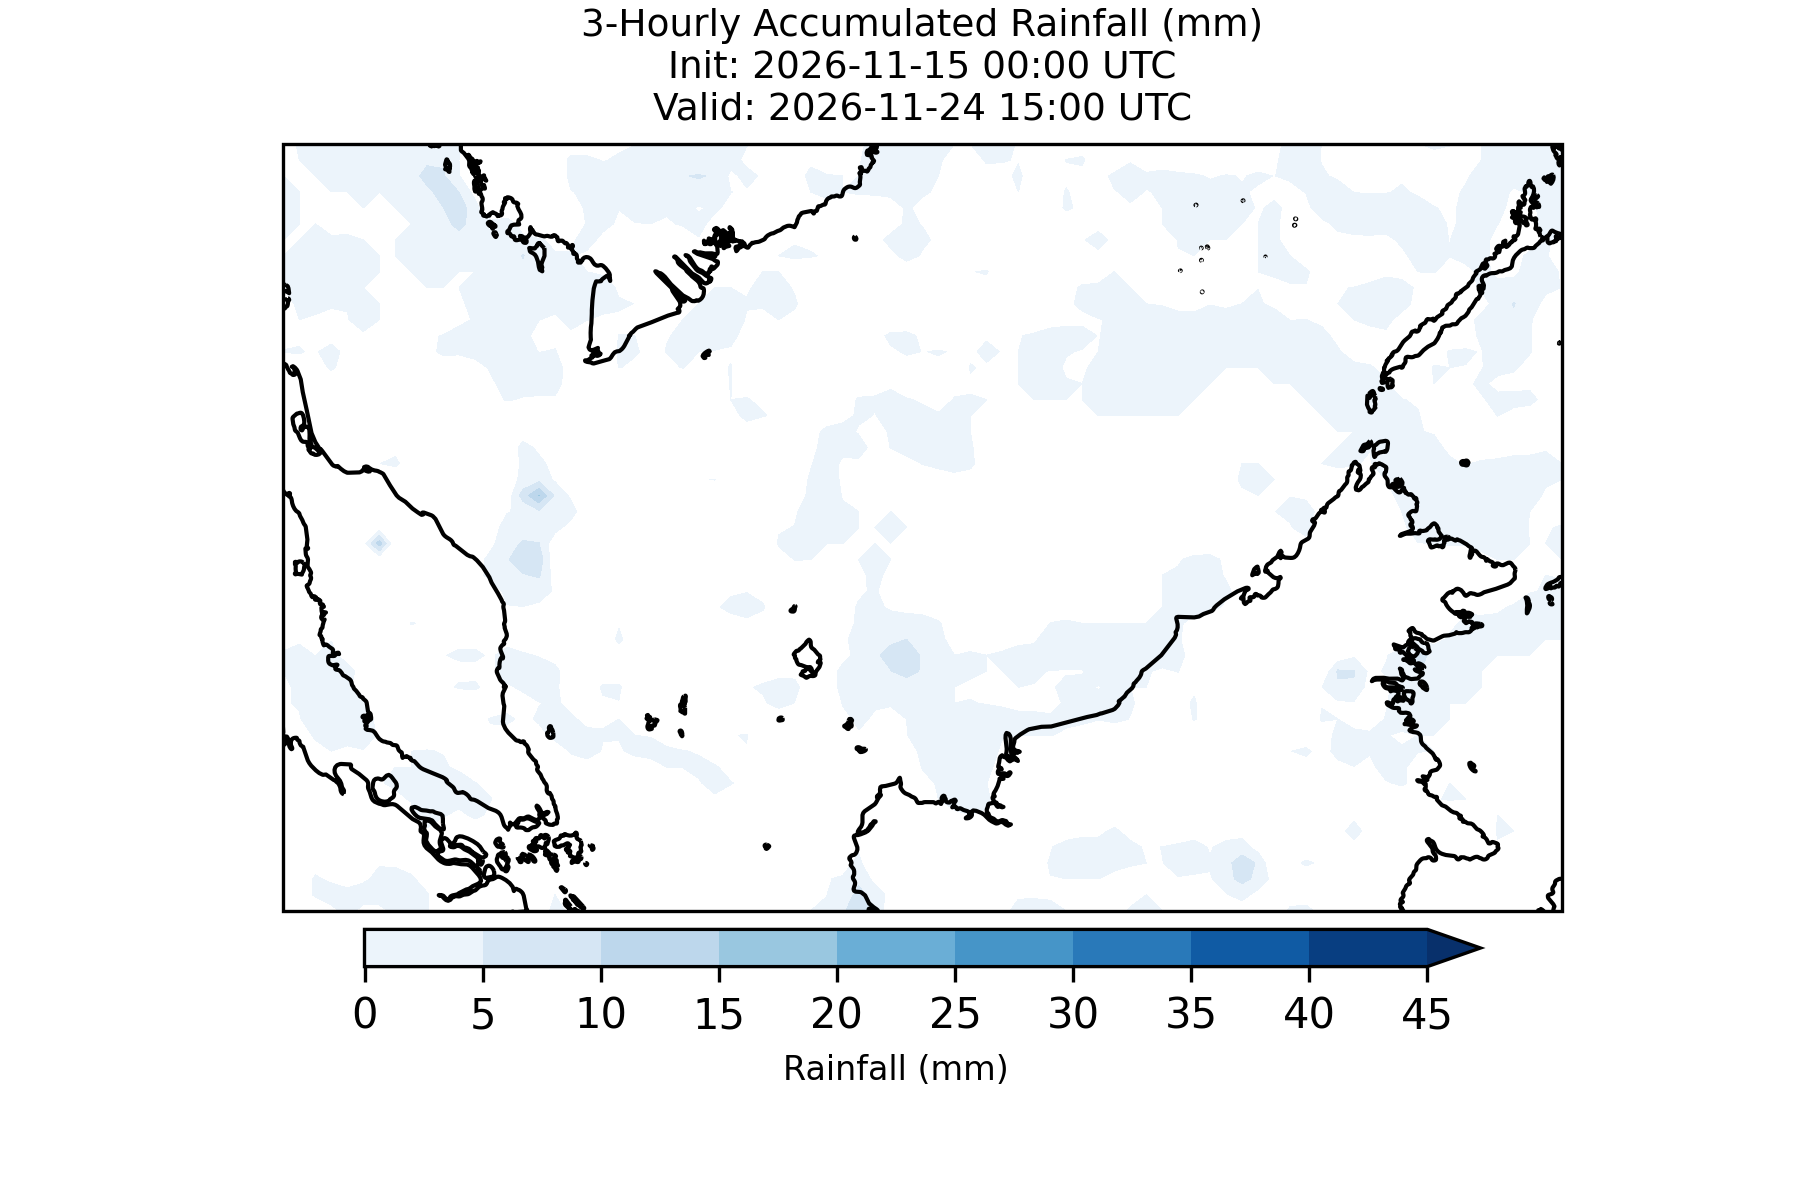 3-Hourly Accumulated Rainfall (mm)
Init: 2026-11-15 00:00 UTC
Valid: 2026-11-24 15:00 UTC
0 5 10 15 20 25 30 35 40 45
Rainfall (mm)